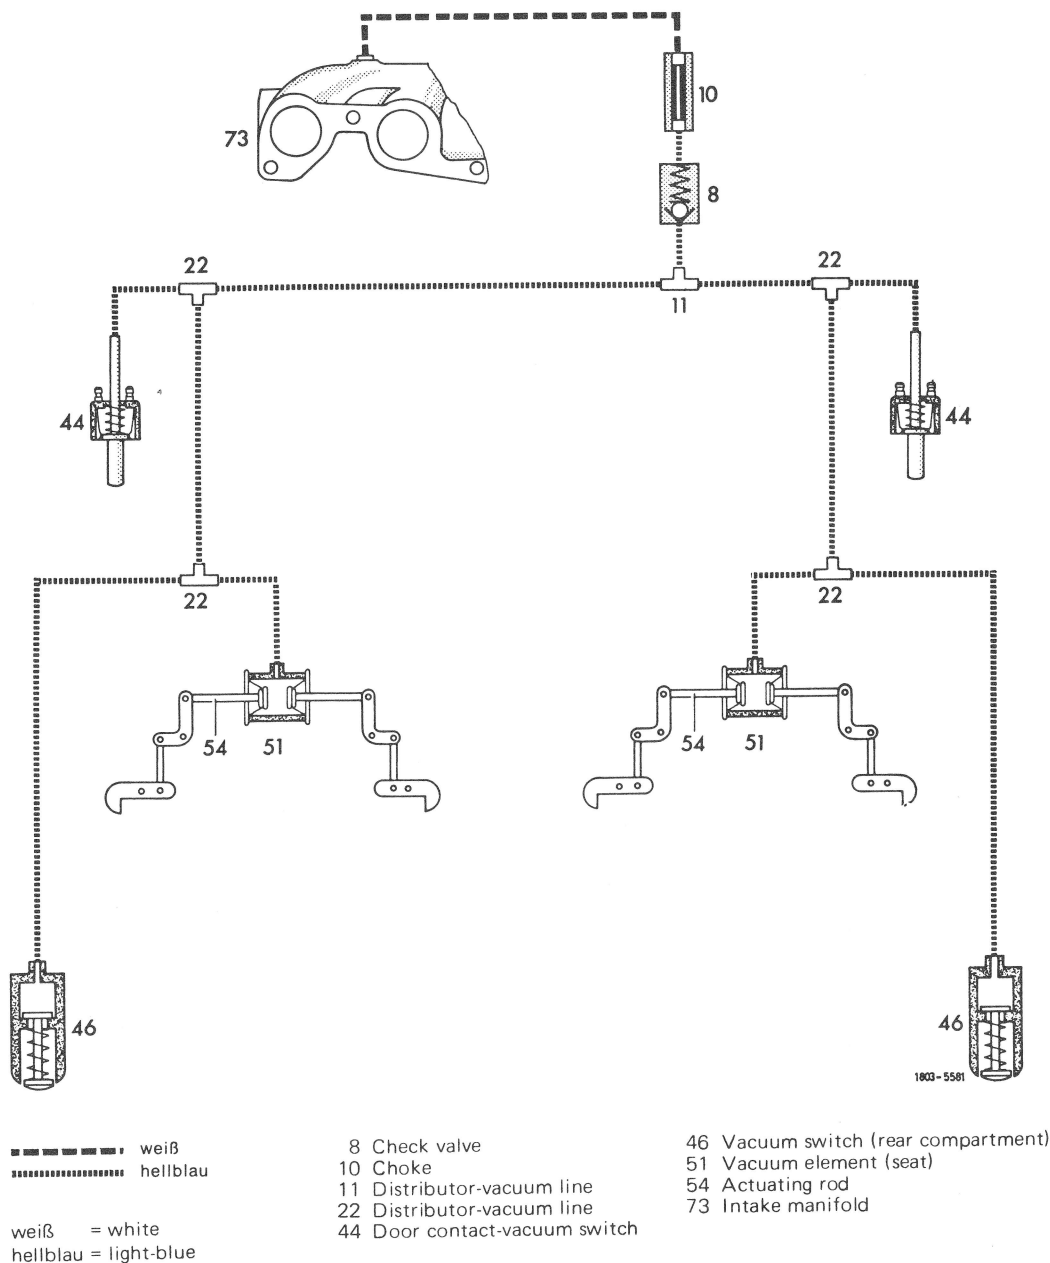 10
73
8
22
22
11
44
44
22
22
54
51
54
51
46
46
1803-5581
weiß
hellblau
weiß = white
hellblau = light-blue
8 Check valve
10 Choke
11 Distributor-vacuum line
22 Distributor-vacuum line
44 Door contact-vacuum switch
46 Vacuum switch (rear compartment)
51 Vacuum element (seat)
54 Actuating rod
73 Intake manifold